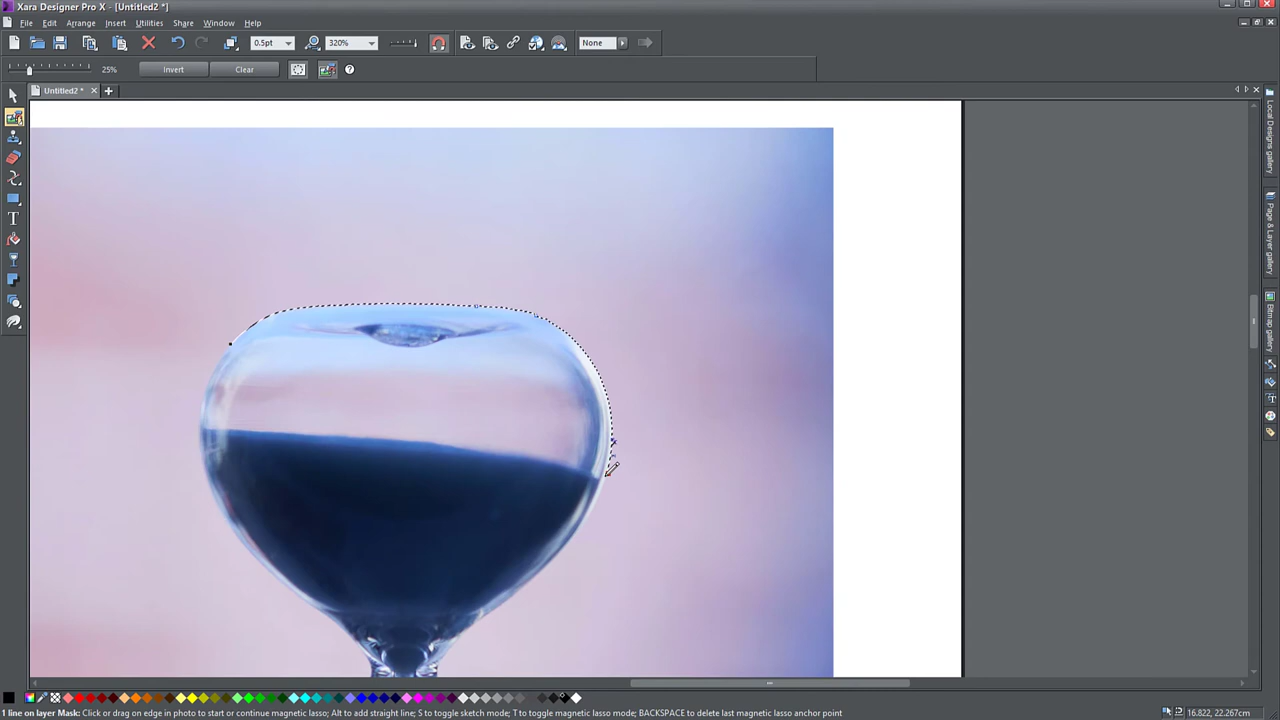 Xara Designer Pro X - [Untitled2 *]
File Edit Arrange Insert Utilities Share Window Help
0.5pt 320% None
25% Invert Clear
Untitled2 *
T
Local Designs gallery
Page & Layer gallery
Bitmap gallery
1 line on layer Mask: Click or drag on edge in photo to start or continue magnetic lasso; Alt to add straight line; S to toggle sketch mode; T to toggle magnetic lasso mode; BACKSPACE to delete last magnetic anchor point
16.822, 22.267cm